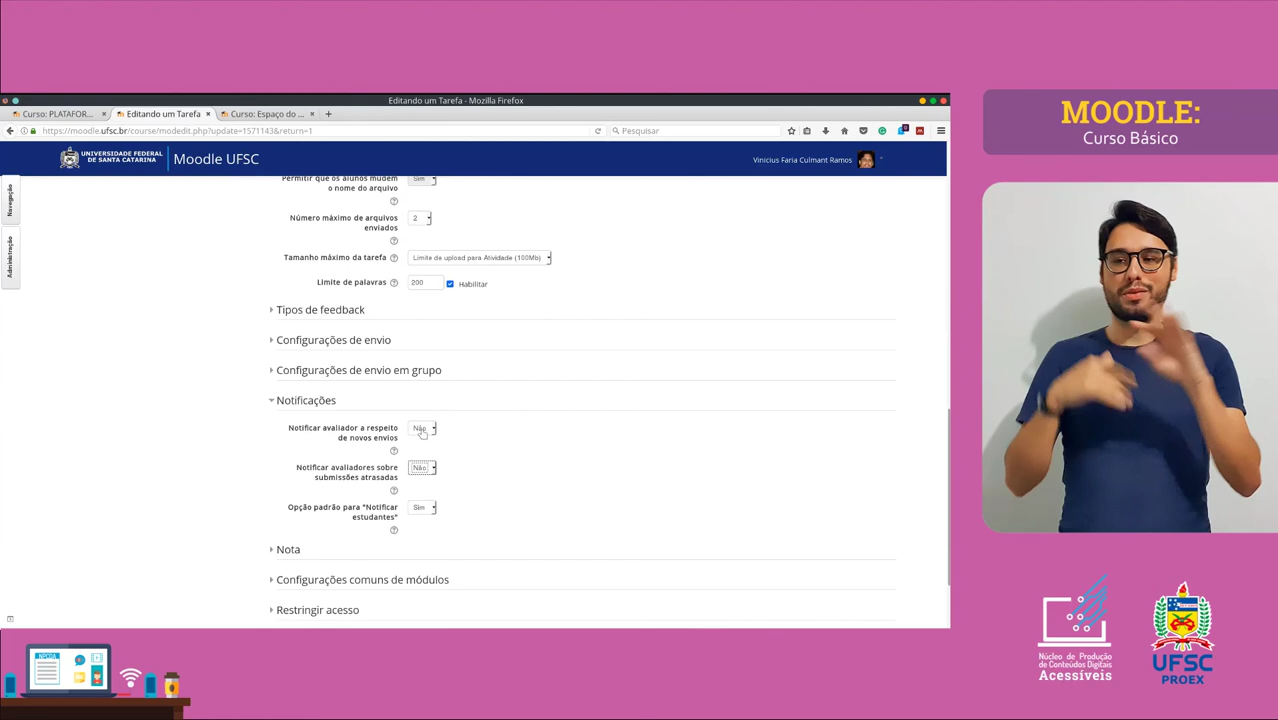 Editando um Tarefa - Mozilla Firefox
Curso: PLATAFOR...
Editando um Tarefa
Curso: Espaço do ...
https://moodle.ufsc.br/course/modedit.php?update=1571143&return=1
Pesquisar
UNIVERSIDADE FEDERAL
DE SANTA CATARINA
Moodle UFSC
Vinicius Faria Culmant Ramos
Navegação
Administração
Permitir que os alunos mudem
o nome do arquivo
Sim
Número máximo de arquivos
enviados
2
Tamanho máximo da tarefa
Limite de upload para Atividade (100Mb)
Limite de palavras
200
Habilitar
Tipos de feedback
Configurações de envio
Configurações de envio em grupo
Notificações
Notificar avaliador a respeito
de novos envios
Não
Notificar avaliadores sobre
submissões atrasadas
Não
Opção padrão para "Notificar
estudantes"
Sim
Nota
Configurações comuns de módulos
Restringir acesso
MOODLE:
Curso Básico
NPCDA
Núcleo de Produção
de Conteúdos Digitais
Acessíveis
UFSC
PROEX